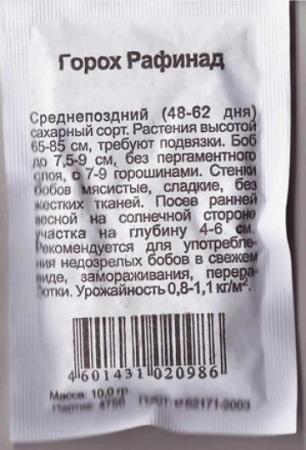 Горох Рафинад
Среднепоздний (48-62 дня)
сахарный сорт. Растения высотой
65-85 см, требуют подвязки. Боб
до 7,5-9 см, без пергаментного
слоя, с 7-9 горошинами. Стенки
бобов мясистые, сладкие, без
жестких тканей. Посев ранней
весной на солнечной стороне
участка на глубину 4-6 см.
Рекомендуется для употребле-
ния недозрелых бобов в свежем
виде, замораживания, перера-
ботки. Урожайность 0,8-1,1 кг/м².
4 601431 020986
Масса: 10,0 гр
52171-2003